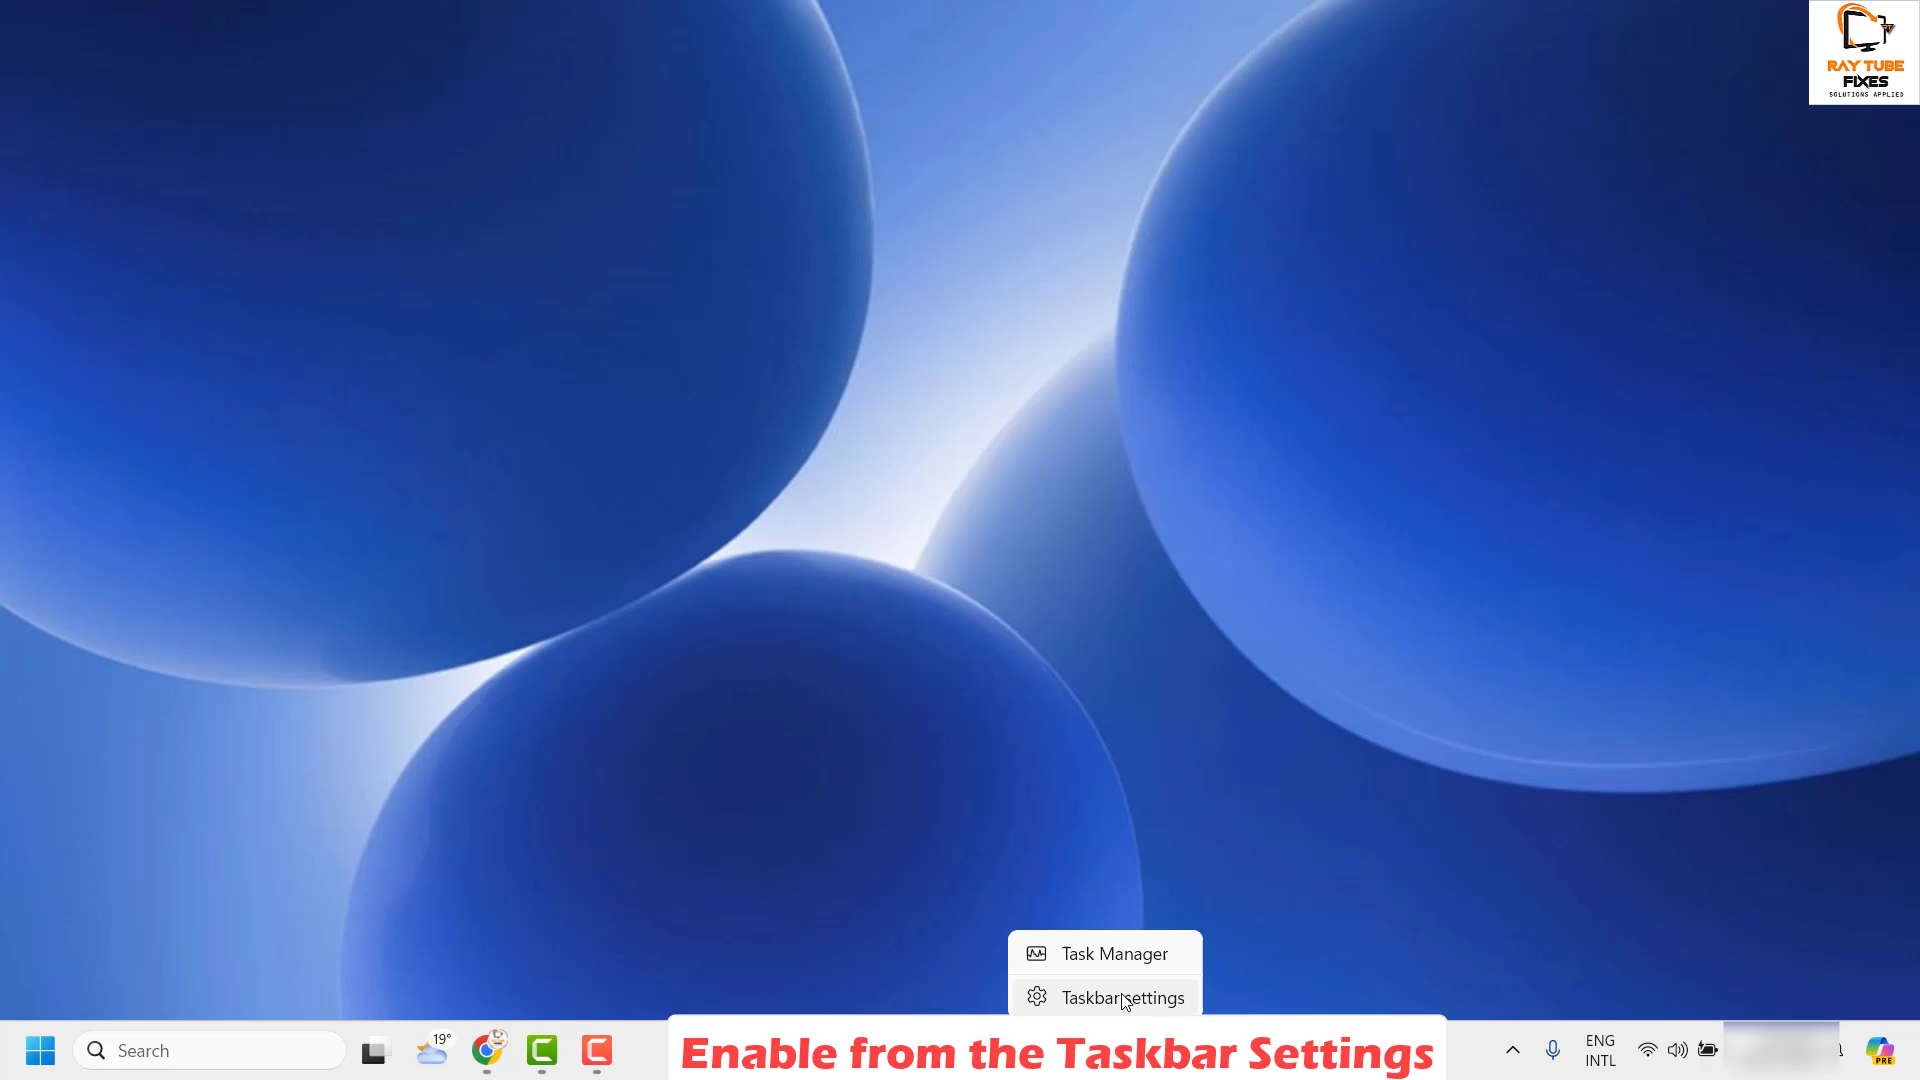 RAY TUBE
FIXES
SOLUTIONS APPLIED
Task Manager
Taskbar settings
Search
19°
Enable from the Taskbar Settings
ENG
INTL
PRE